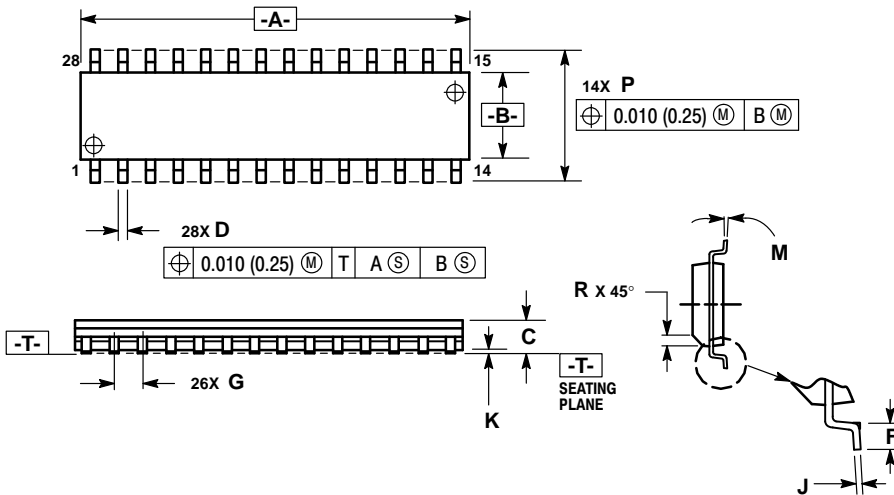 -A-
28
15
14X P
-B-
⌖ 0.010 (0.25) Ⓜ B Ⓜ
1
14
28X D
⌖ 0.010 (0.25) Ⓜ T A Ⓢ B Ⓢ
M
R X 45°
C
-T-
-T-
26X G
SEATING
PLANE
K
F
J